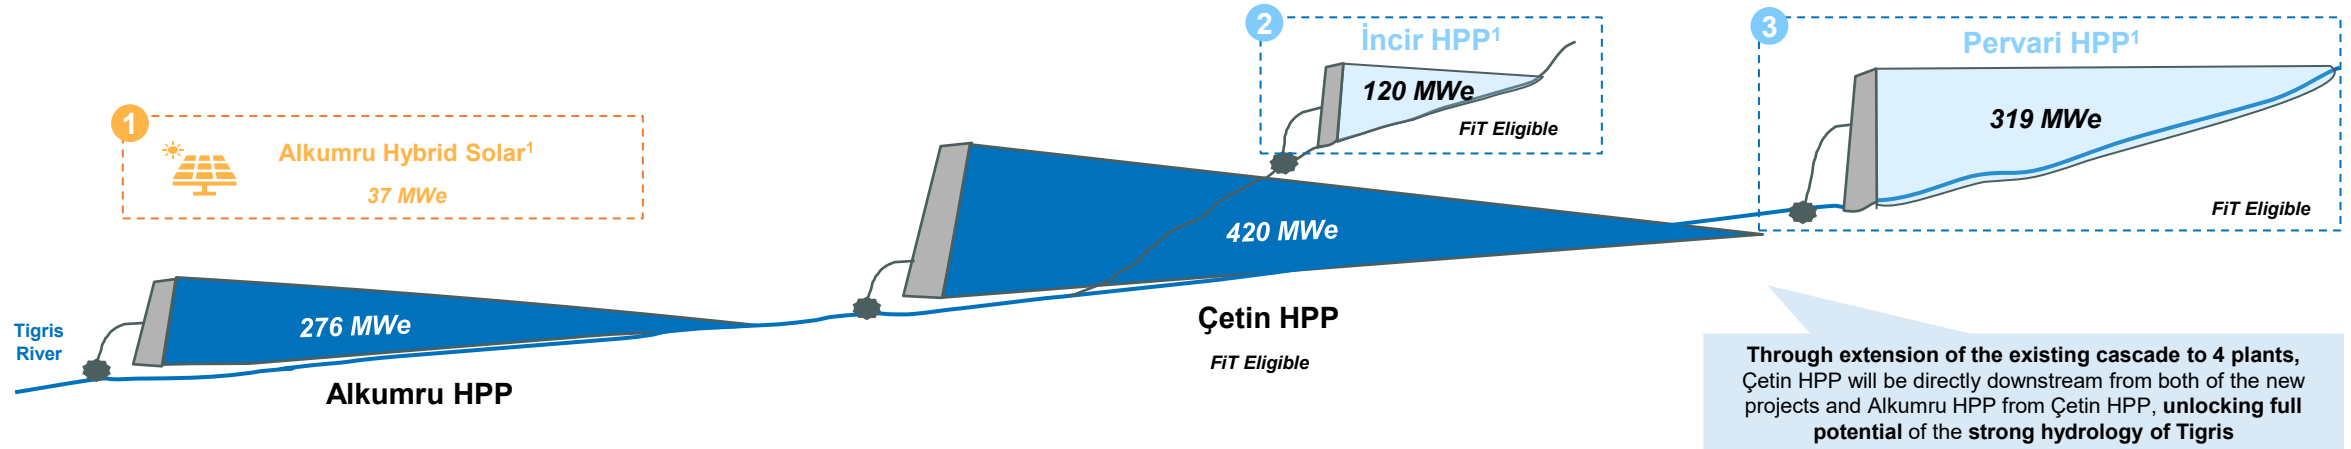 1
Alkumru Hybrid Solar¹
37 MWe
2
İncir HPP¹
120 MWe
FiT Eligible
3
Pervari HPP¹
319 MWe
FiT Eligible
420 MWe
Çetin HPP
FiT Eligible
Tigris
River
276 MWe
Alkumru HPP
Through extension of the existing cascade to 4 plants,
Çetin HPP will be directly downstream from both of the new
projects and Alkumru HPP from Çetin HPP, unlocking full
potential of the strong hydrology of Tigris